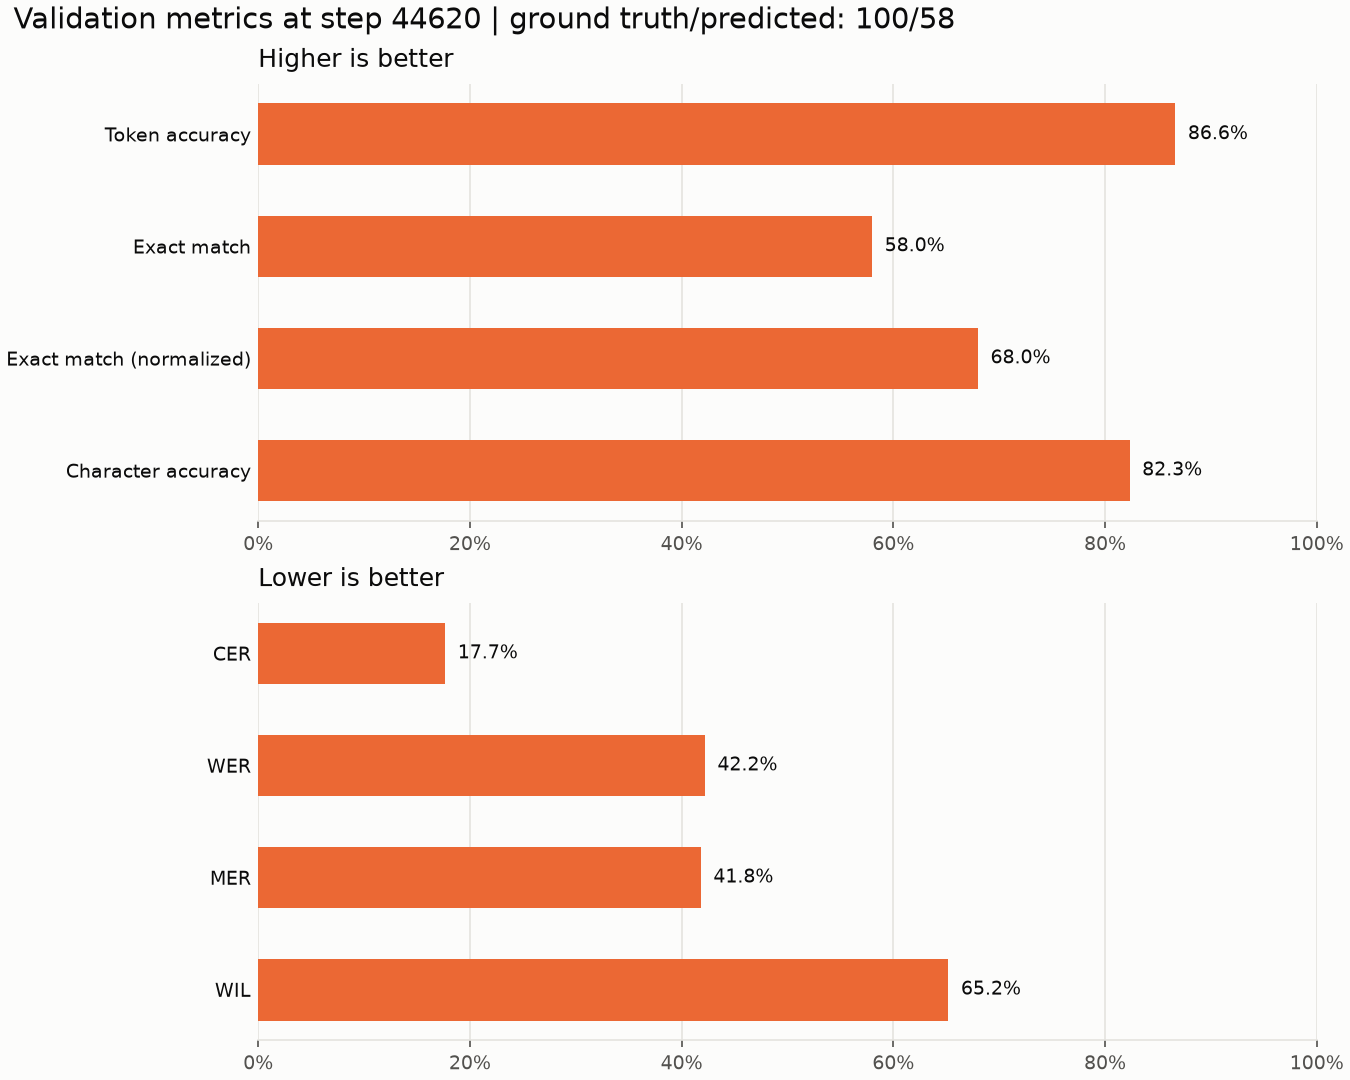 Validation metrics at step 44620 | ground truth/predicted: 100/58
Higher is better
Token accuracy 86.6%
Exact match 58.0%
Exact match (normalized) 68.0%
Character accuracy 82.3%
0% 20% 40% 60% 80% 100%
Lower is better
CER 17.7%
WER 42.2%
MER 41.8%
WIL 65.2%
0% 20% 40% 60% 80% 100%